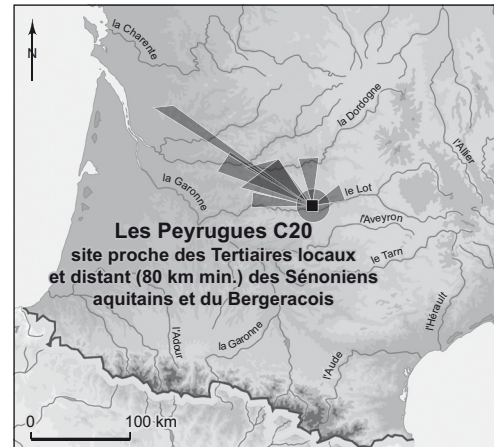 la Charente
N
la Dordogne
l'Allier
la Garonne
le Lot
l'Aveyron
Les Peyrugues C20
site proche des Tertiaires locaux
et distant (80 km min.) des Sénoniens
aquitains et du Bergeracois
le Tarn
l'Hérault
l'Adour
la Garonne
l'Aude
0 100 km